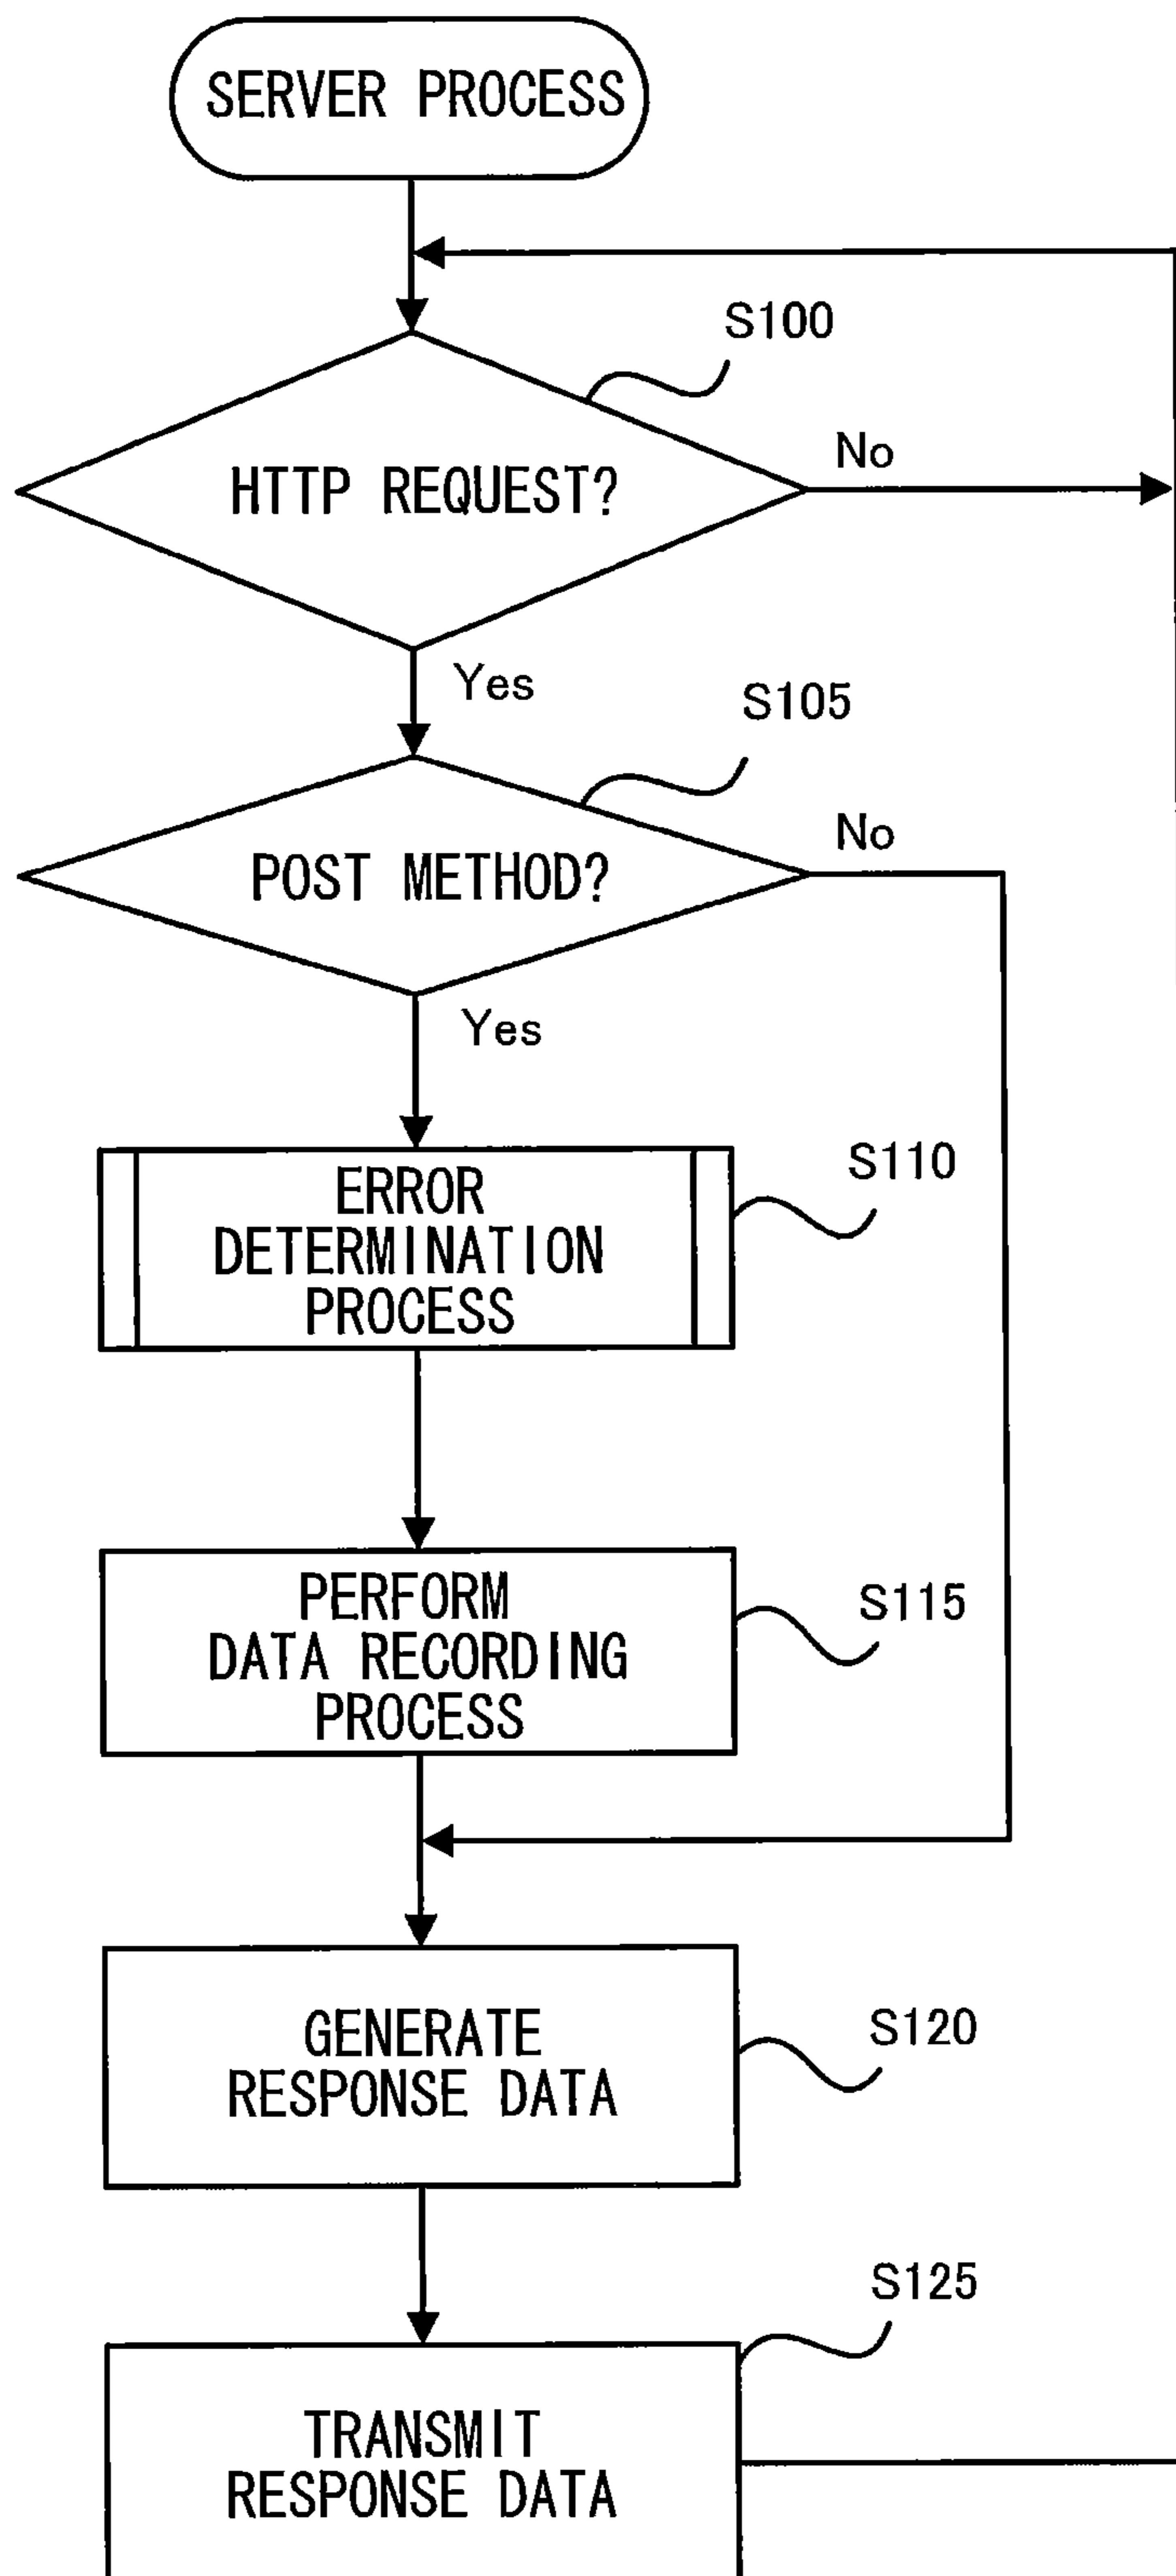 SERVER PROCESS
S100
HTTP REQUEST?
No
Yes
S105
No
POST METHOD?
Yes
S110
ERROR
DETERMINATION
PROCESS
S115
PERFORM
DATA RECORDING
PROCESS
S120
GENERATE
RESPONSE DATA
S125
TRANSMIT
RESPONSE DATA